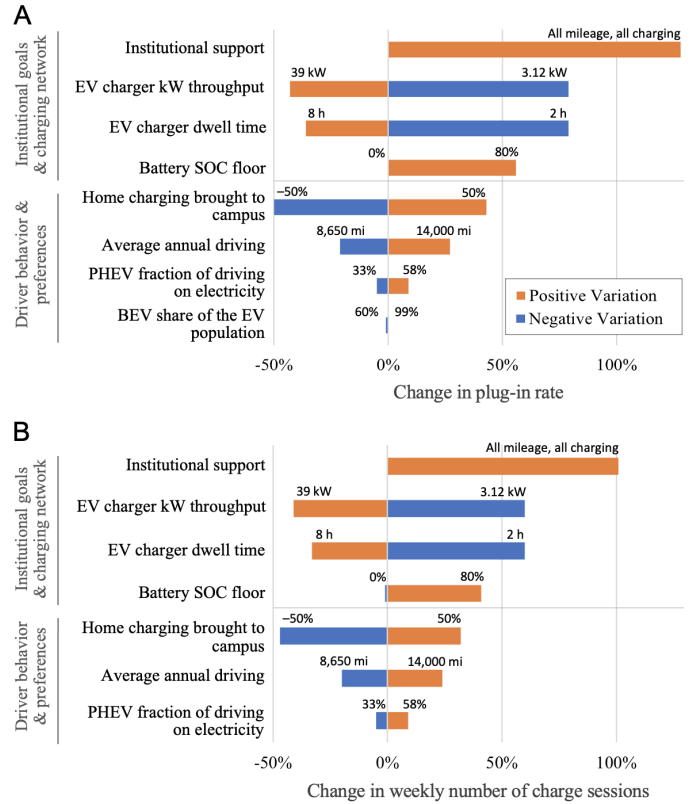 A
Institutional goals
& charging network
Institutional support
All mileage, all charging
EV charger kW throughput
39 kW
3.12 kW
EV charger dwell time
8 h
2 h
Battery SOC floor
0%
80%
Driver behavior &
preferences
Home charging brought to
campus
–50%
50%
Average annual driving
8,650 mi
14,000 mi
PHEV fraction of driving
on electricity
33%
58%
BEV share of the EV
population
60%
99%
Positive Variation
Negative Variation
-50%
0%
50%
100%
Change in plug-in rate
B
Institutional goals
& charging network
Institutional support
All mileage, all charging
EV charger kW throughput
39 kW
3.12 kW
EV charger dwell time
8 h
2 h
Battery SOC floor
0%
80%
Driver behavior
& preferences
Home charging brought to
campus
–50%
50%
Average annual driving
8,650 mi
14,000 mi
PHEV fraction of driving
on electricity
33%
58%
-50%
0%
50%
100%
Change in weekly number of charge sessions